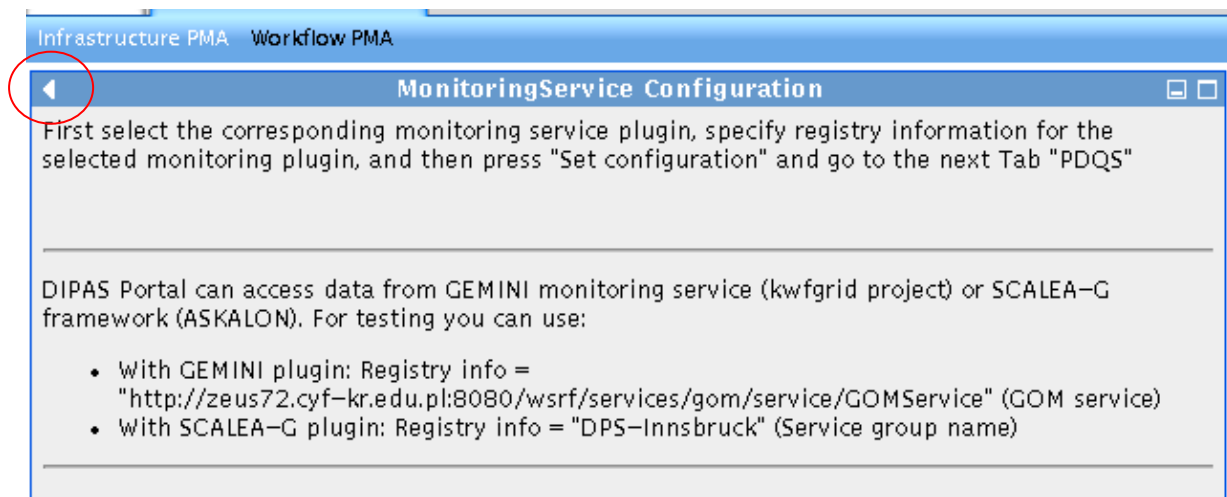 Infrastructure PMA Workflow PMA
MonitoringService Configuration
First select the corresponding monitoring service plugin, specify registry information for the
selected monitoring plugin, and then press "Set configuration" and go to the next Tab "PDQS"
DIPAS Portal can access data from GEMINI monitoring service (kwfgrid project) or SCALEA-G
framework (ASKALON). For testing you can use:
• With GEMINI plugin: Registry info =
"http://zeus72.cyf-kr.edu.pl:8080/wsrf/services/gom/service/GOMService" (GOM service)
• With SCALEA-G plugin: Registry info = "DPS-Innsbruck" (Service group name)